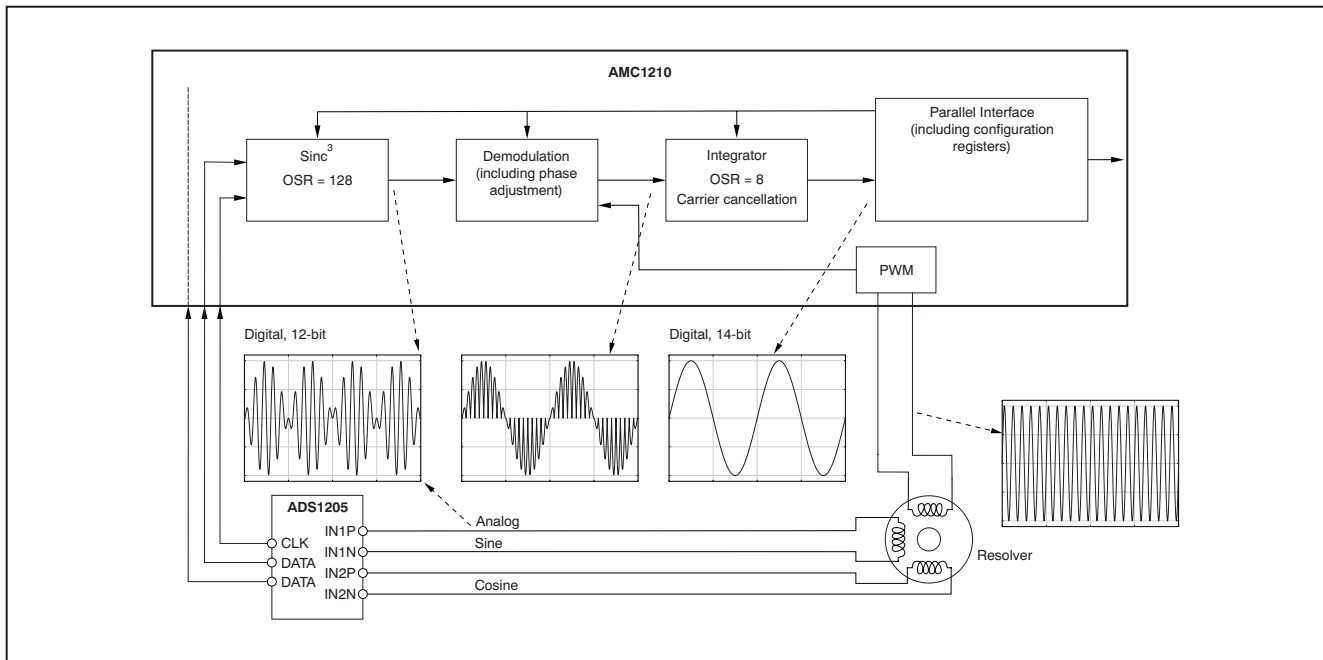 AMC1210
Sinc3
OSR = 128
Demodulation
(including phase
adjustment)
Integrator
OSR = 8
Carrier cancellation
Parallel Interface
(including configuration
registers)
PWM
Digital, 12-bit
Digital, 14-bit
ADS1205
CLK
DATA
DATA
IN1P
IN1N
IN2P
IN2N
Analog
Sine
Cosine
Resolver